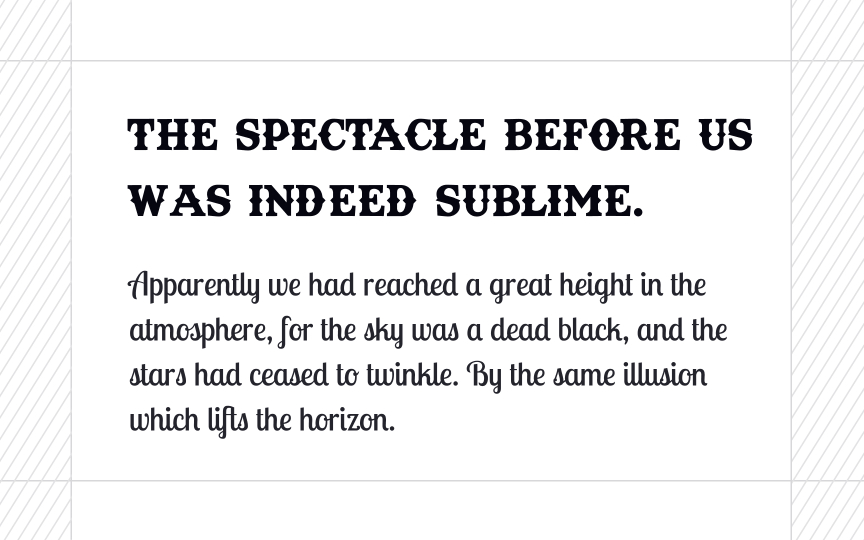 THE SPECTACLE BEFORE US
WAS INDEED SUBLIME.
Apparently we had reached a great height in the
atmosphere, for the sky was a dead black, and the
stars had ceased to twinkle. By the same illusion
which lifts the horizon.